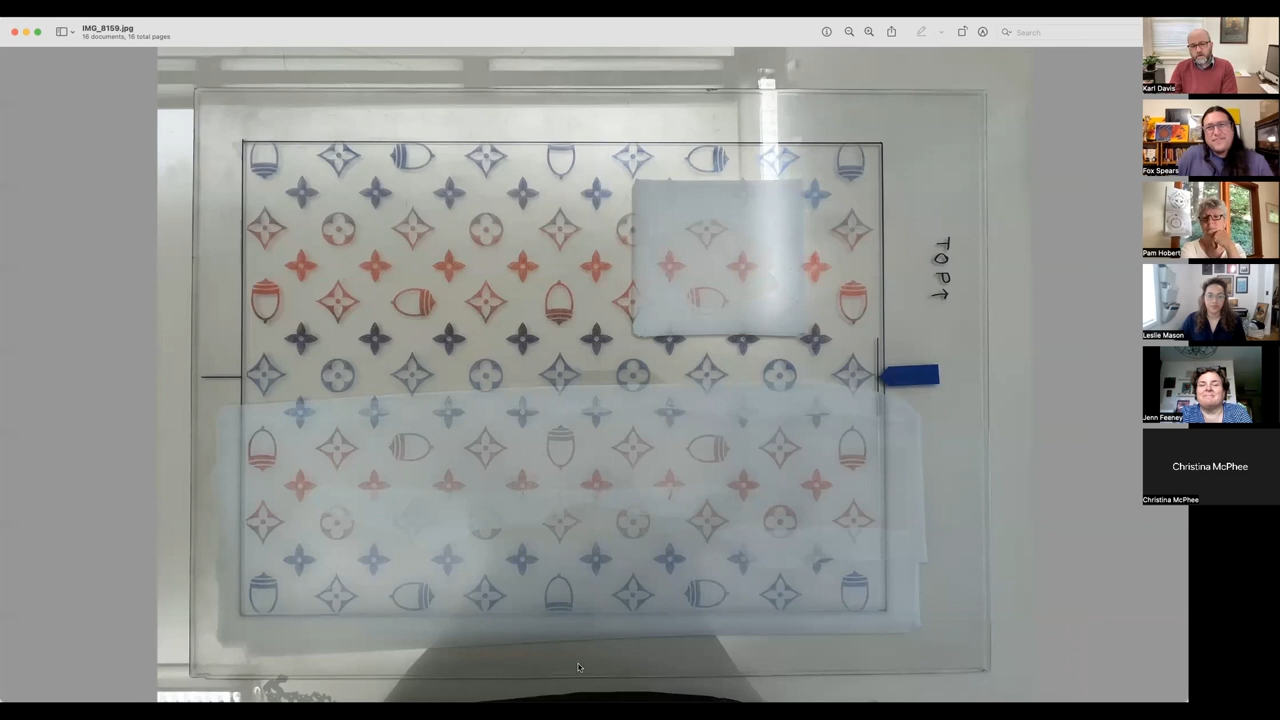 IMG_8159.jpg
16 documents, 16 total pages
Search
TOP↑
Karl Davis
Fox Spears
Pam Hobert
Leslie Mason
Jenn Feeney
Christina McPhee
Christina McPhee